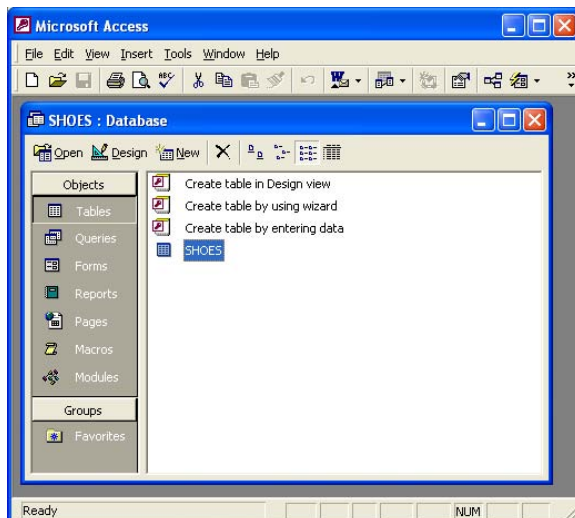 Microsoft Access
File Edit View Insert Tools Window Help
ABC
W
SHOES : Database
Open Design New
Objects
Tables
Queries
Forms
Reports
Pages
Macros
Modules
Groups
Favorites
Create table in Design view
Create table by using wizard
Create table by entering data
SHOES
Ready NUM